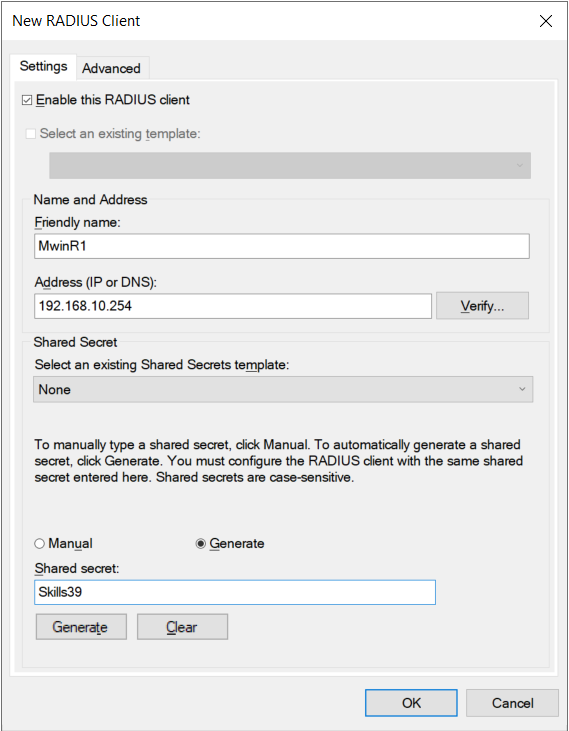 New RADIUS Client
Settings
Advanced
Enable this RADIUS client
Select an existing template:
Name and Address
Friendly name:
MwinR1
Address (IP or DNS):
192.168.10.254
Verify...
Shared Secret
Select an existing Shared Secrets template:
None
To manually type a shared secret, click Manual. To automatically generate a shared
secret, click Generate. You must configure the RADIUS client with the same shared
secret entered here. Shared secrets are case-sensitive.
Manual
Generate
Shared secret:
Skills39
Generate
Clear
OK
Cancel